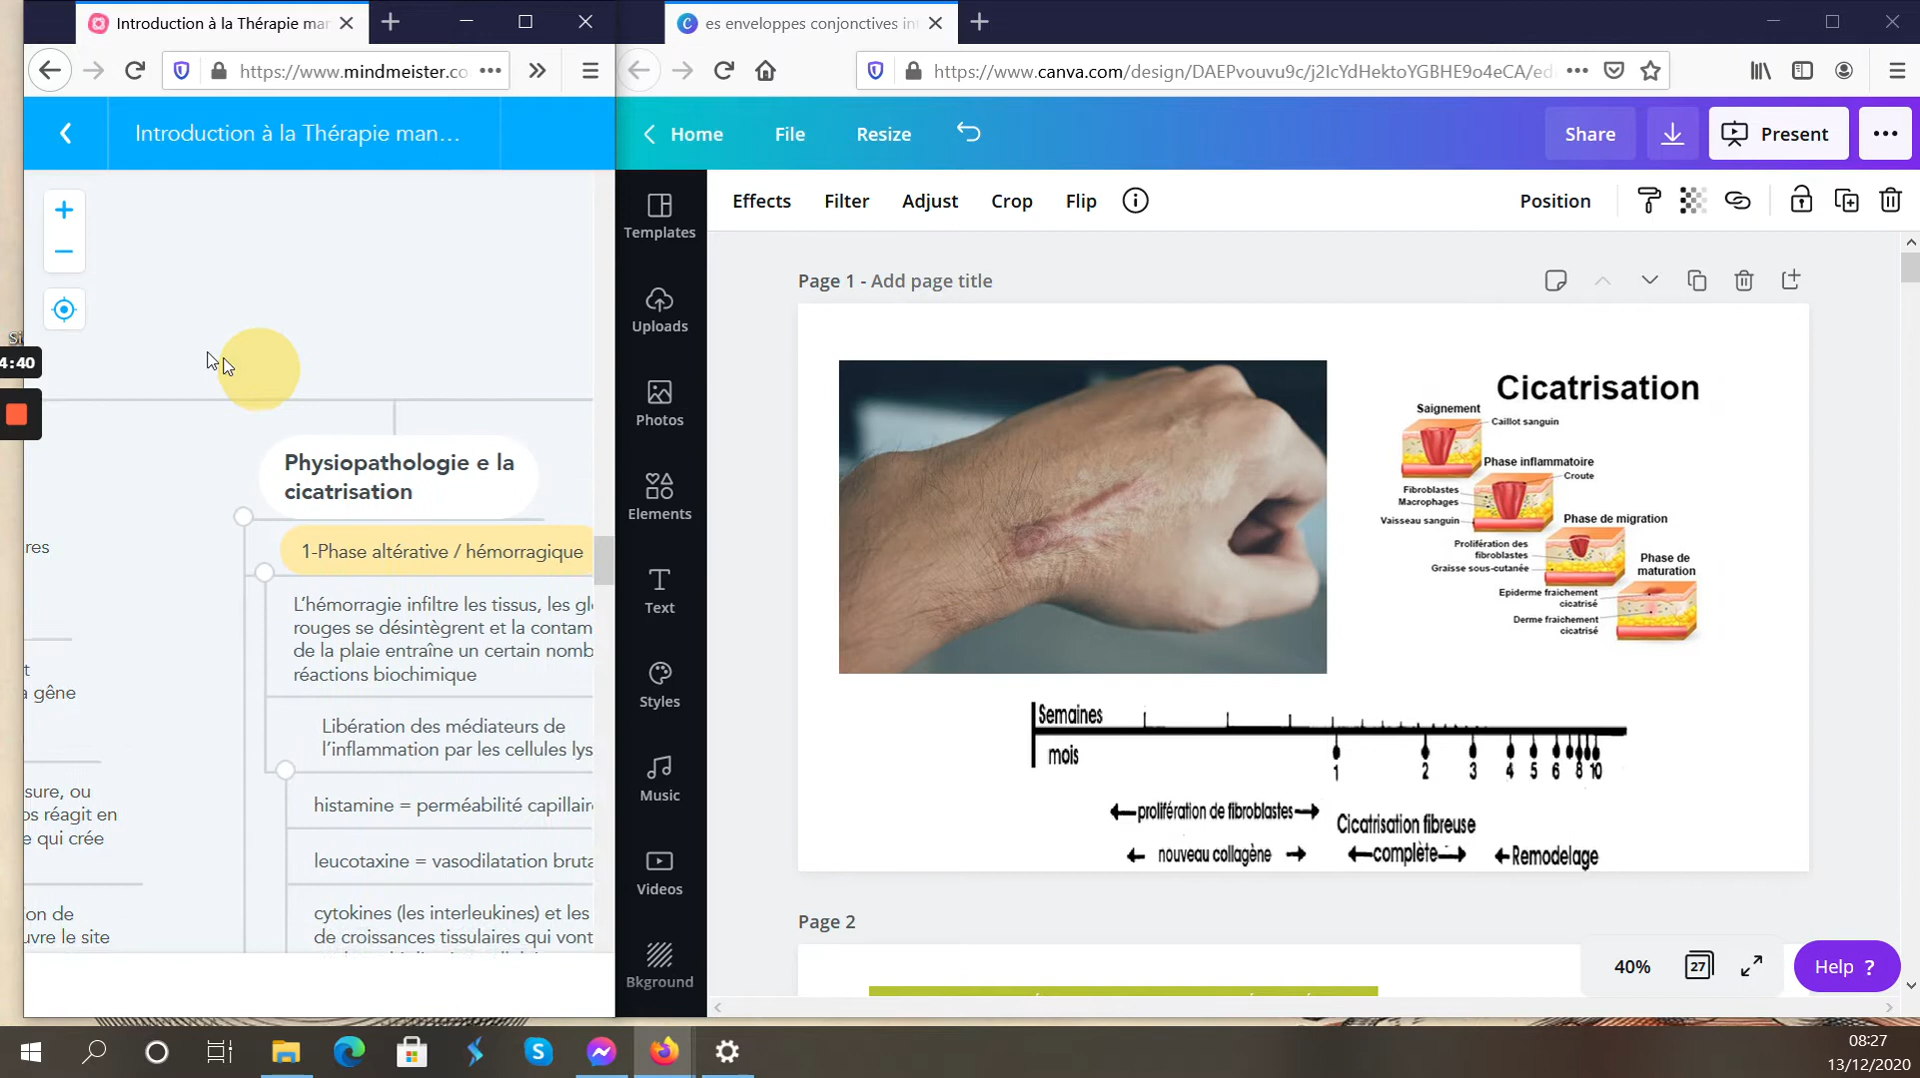 Introduction à la Thérapie mar
es enveloppes conjonctives in
https://www.mindmeister.co
https://www.canva.com/design/DAEPvouvu9c/j2IcYdHektoYGBHE9o4eCA/ed
Introduction à la Thérapie man...
Home
File
Resize
Share
Present
Effects
Filter
Adjust
Crop
Flip
Position
Templates
Uploads
Photos
Elements
Text
Styles
Music
Videos
Bkground
Si
4:40
Physiopathologie e la
cicatrisation
1-Phase altérative / hémorragique
L'hémorragie infiltre les tissus, les gl
rouges se désintègrent et la contam
de la plaie entraîne un certain nomb
réactions biochimique
Libération des médiateurs de
l'inflammation par les cellules lys
histamine = perméabilité capillair
leucotaxine = vasodilatation bruta
cytokines (les interleukines) et les
de croissances tissulaires qui vont
res
t
a gêne
sure, ou
os réagit en
e qui crée
on de
uvre le site
Page 1 - Add page title
Cicatrisation
Saignement
Caillot sanguin
Phase inflammatoire
Croute
Fibroblastes
Macrophages
Vaisseau sanguin
Phase de migration
Prolifération des
fibroblastes
Graisse sous-cutanée
Phase de
maturation
Epiderme fraichement
cicatrisé
Derme fraichement
cicatrisé
Semaines
mois
1 2 3 4 5 6 8 10
prolifération de fibroblastes
nouveau collagène
Cicatrisation fibreuse
complète
Remodelage
Page 2
40%
27
Help ?
08:27
13/12/2020